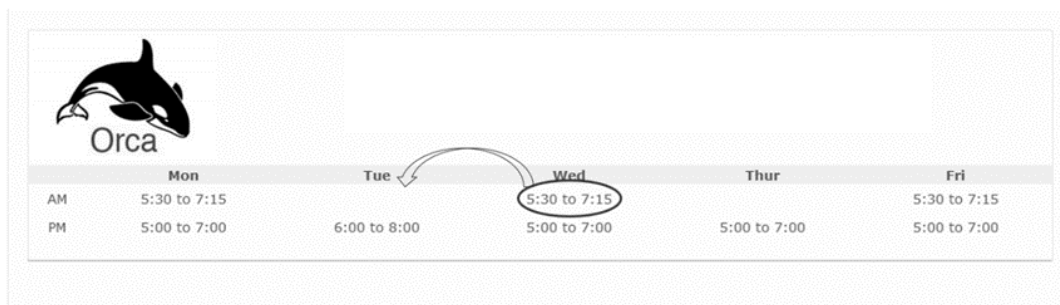 Orca
Mon Tue Wed Thur Fri
AM 5:30 to 7:15 5:30 to 7:15 5:30 to 7:15
PM 5:00 to 7:00 6:00 to 8:00 5:00 to 7:00 5:00 to 7:00 5:00 to 7:00